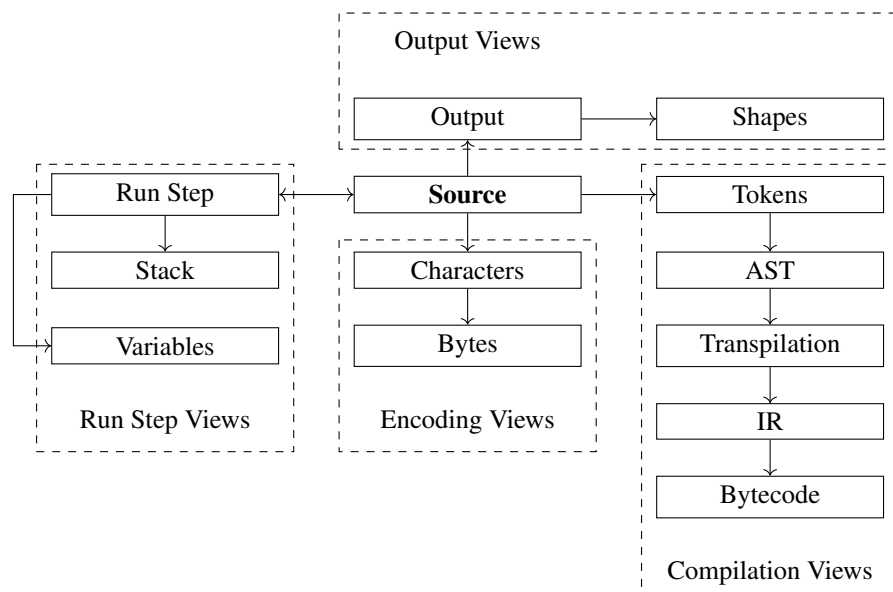 Output Views
Output
Shapes
Run Step
Source
Tokens
Stack
Characters
AST
Variables
Bytes
Transpilation
Run Step Views
Encoding Views
IR
Bytecode
Compilation Views